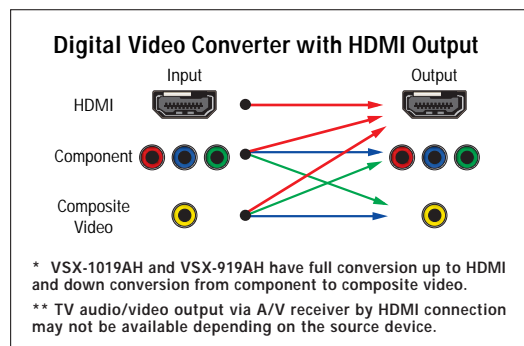 Digital Video Converter with HDMI Output
Input Output
HDMI
Component
Composite
Video
* VSX-1019AH and VSX-919AH have full conversion up to HDMI
and down conversion from component to composite video.
** TV audio/video output via A/V receiver by HDMI connection
may not be available depending on the source device.